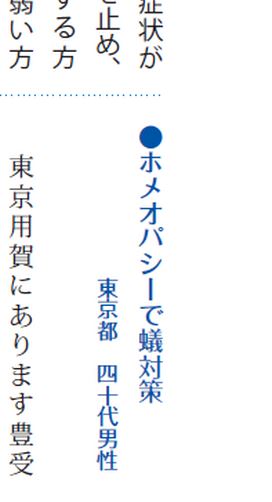 症状が
を止め、
する方
弱い方
●ホメオパシーで蟻対策
東京都　四十代男性
東京用賀にあります豊受